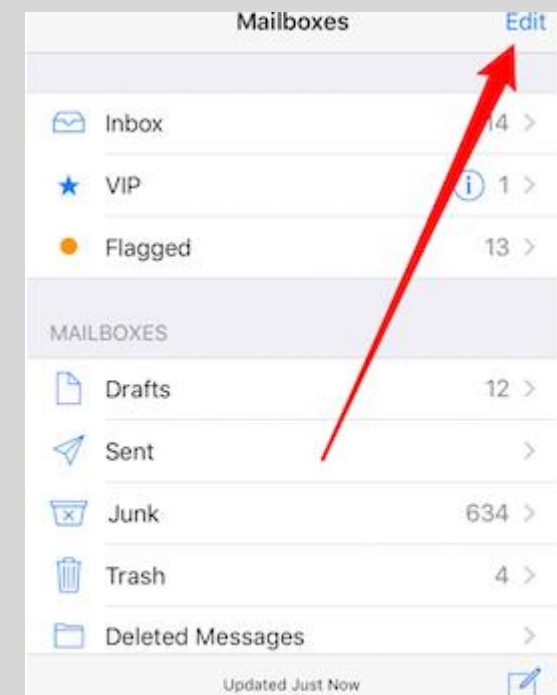 Mailboxes Edit
Inbox 14
VIP i 1
Flagged 13
MAILBOXES
Drafts 12
Sent
Junk 634
Trash 4
Deleted Messages
Updated Just Now